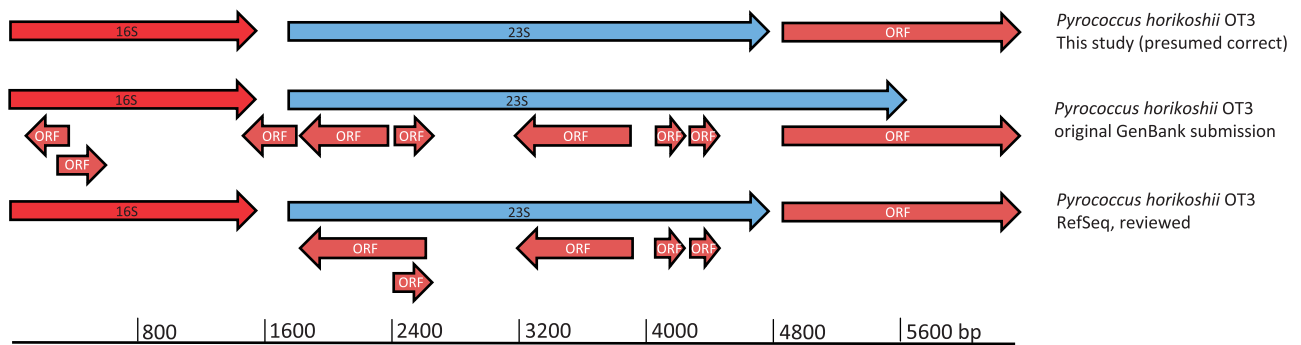 16S 23S ORF Pyrococcus horikoshii OT3
This study (presumed correct)
16S 23S Pyrococcus horikoshii OT3
ORF ORF ORF ORF ORF ORF ORF ORF original GenBank submission
ORF
16S 23S ORF Pyrococcus horikoshii OT3
RefSeq, reviewed
ORF ORF ORF ORF
ORF
800 1600 2400 3200 4000 4800 5600 bp